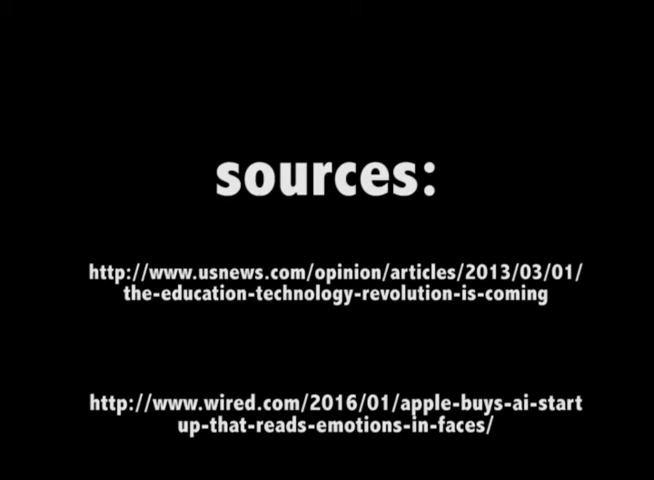 sources:
http://www.usnews.com/opinion/articles/2013/03/01/
the-education-technology-revolution-is-coming
http://www.wired.com/2016/01/apple-buys-ai-start
up-that-reads-emotions-in-faces/